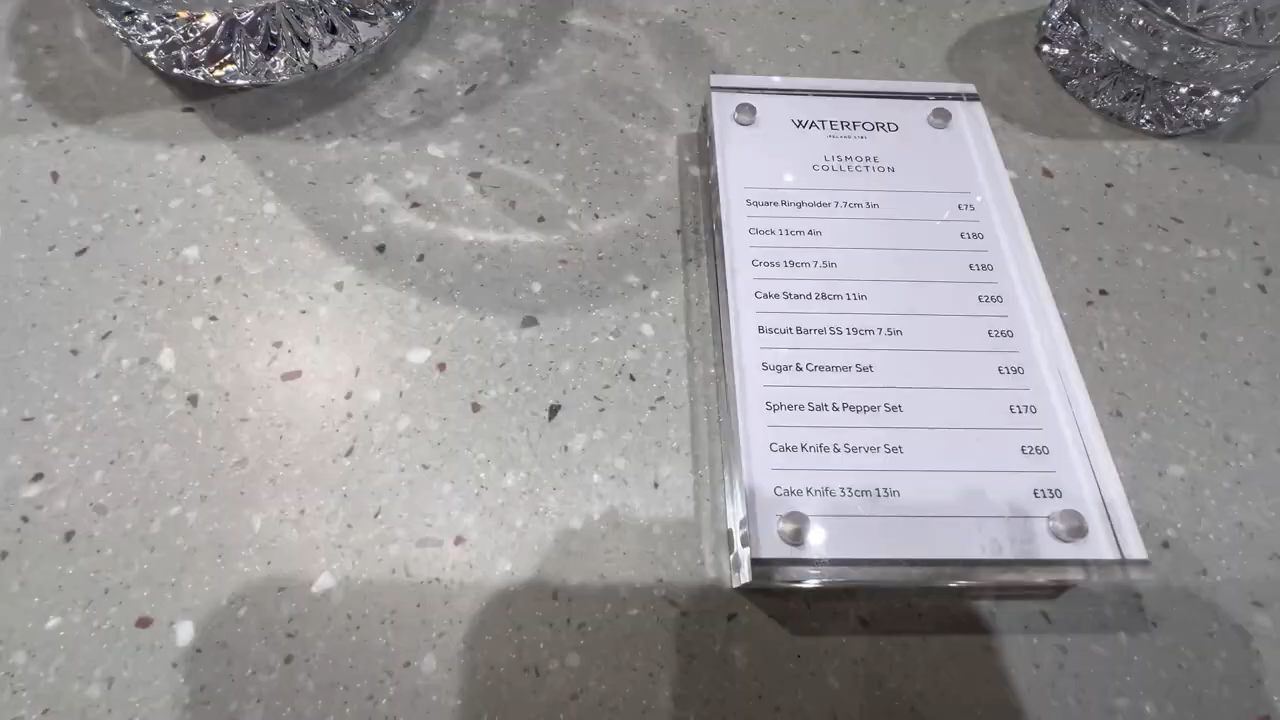 WATERFORD
IRELAND 1783
LISMORE
COLLECTION
Square Ringholder 7.7cm 3in £75
Clock 11cm 4in £180
Cross 19cm 7.5in £180
Cake Stand 28cm 11in £260
Biscuit Barrel SS 19cm 7.5in £260
Sugar & Creamer Set £190
Sphere Salt & Pepper Set £170
Cake Knife & Server Set £260
Cake Knife 33cm 13in £130